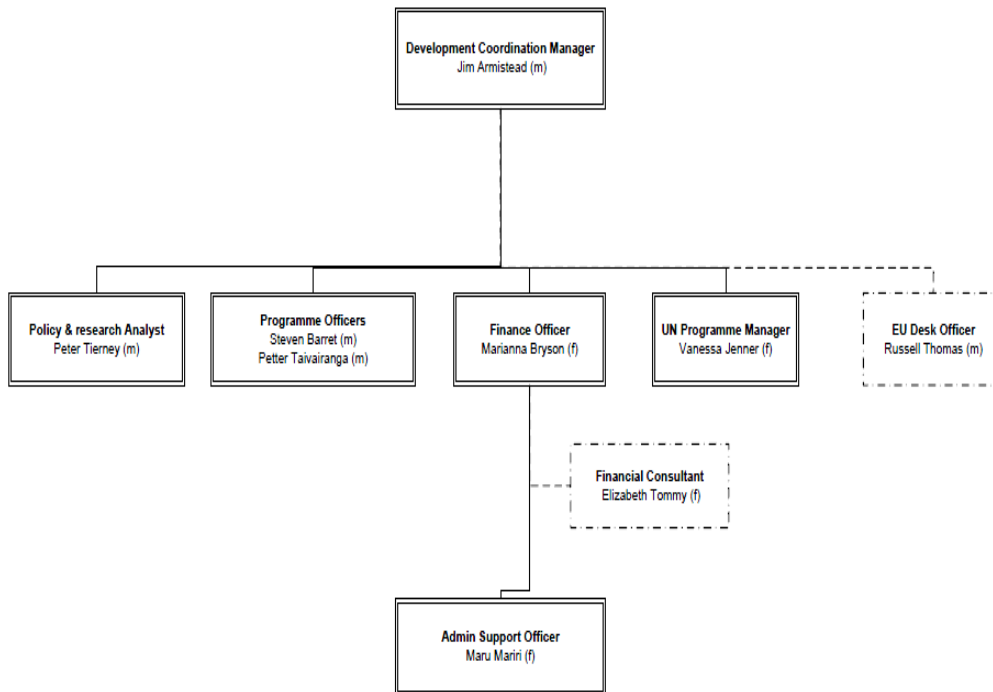 Development Coordination Manager
Jim Armistead (m)
Policy & research Analyst
Peter Tierney (m)
Programme Officers
Steven Barret (m)
Petter Taivairanga (m)
Finance Officer
Marianna Bryson (f)
UN Programme Manager
Vanessa Jenner (f)
EU Desk Officer
Russell Thomas (m)
Financial Consultant
Elizabeth Tommy (f)
Admin Support Officer
Maru Mariri (f)